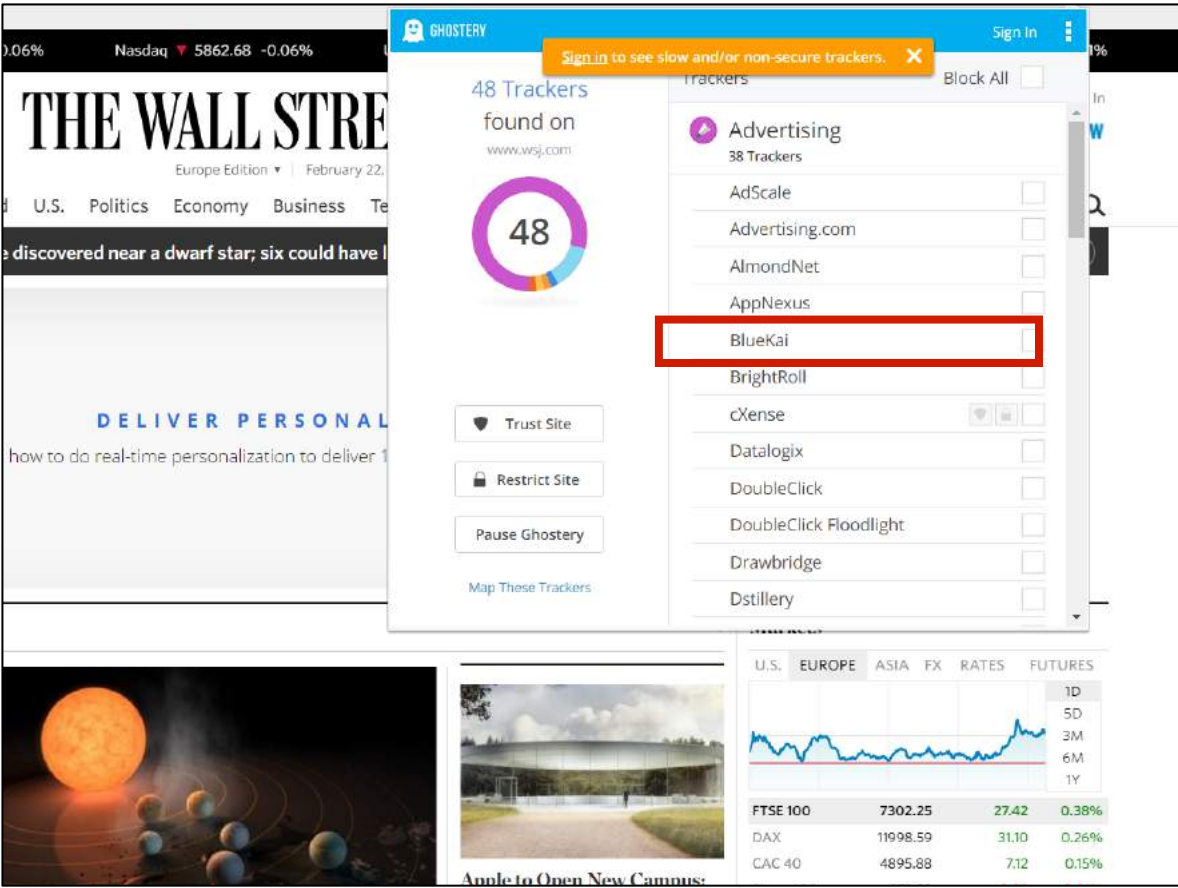 0.06%
Nasdaq ▼ 5862.68 -0.06%
THE WALL STRE
Europe Edition ▾ | February 22,
U.S. Politics Economy Business Te
discovered near a dwarf star; six could have l
DELIVER PERSONAL
how to do real-time personalization to deliver 1
GHOSTERY
Sign In
Sign in to see slow and/or non-secure trackers. X
48 Trackers
found on
www.wsj.com
48
Trust Site
Restrict Site
Pause Ghostery
Map These Trackers
Trackers
Block All
Advertising
38 Trackers
AdScale
Advertising.com
AlmondNet
AppNexus
BlueKai
BrightRoll
cXense
Datalogix
DoubleClick
DoubleClick Floodlight
Drawbridge
Dstillery
1%
In
W
Apple to Open New Campus:
Markets
U.S. EUROPE ASIA FX RATES FUTURES
1D
5D
3M
6M
1Y
FTSE 100 7302.25 27.42 0.38%
DAX 11998.59 31.10 0.26%
CAC 40 4895.88 7.12 0.15%